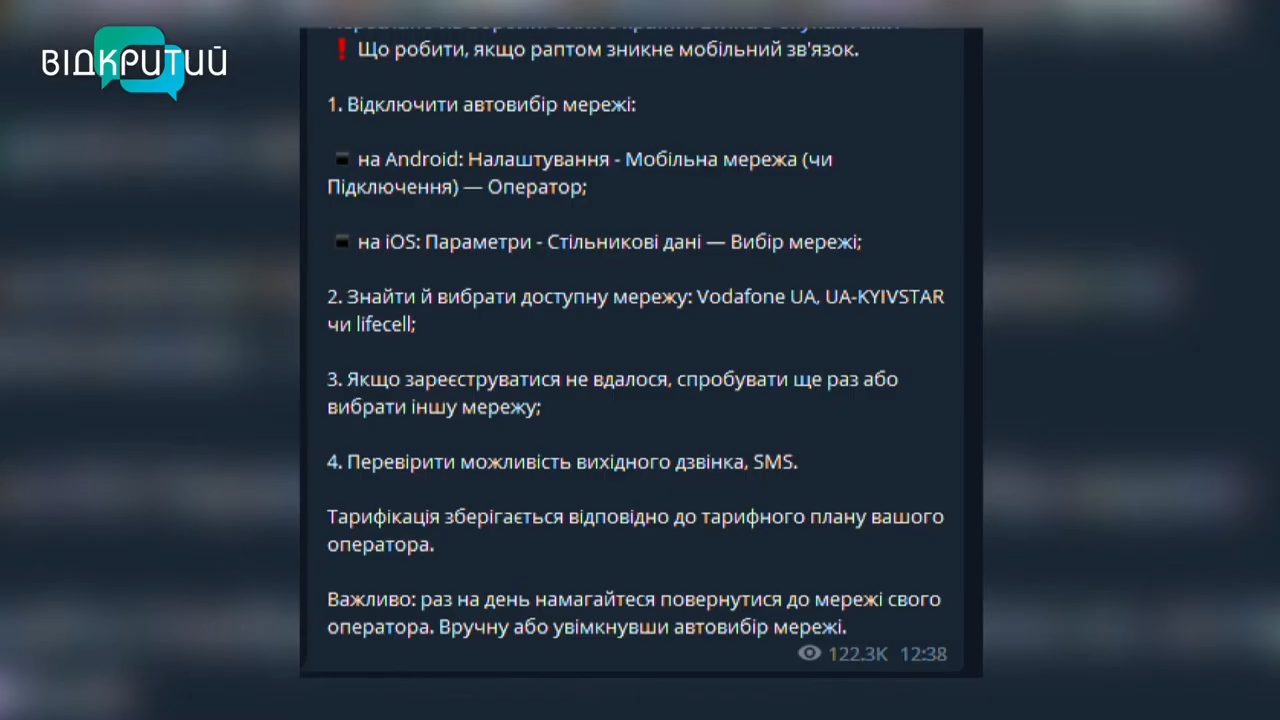 ВІДКРИТИЙ
❗ Що робити, якщо раптом зникне мобільний зв'язок.
1. Відключити автовибір мережі:
▪️ на Android: Налаштування - Мобільна мережа (чи
Підключення) — Оператор;
▪️ на iOS: Параметри - Стільникові дані — Вибір мережі;
2. Знайти й вибрати доступну мережу: Vodafone UA, UA-KYIVSTAR
чи lifecell;
3. Якщо зареєструватися не вдалося, спробувати ще раз або
вибрати іншу мережу;
4. Перевірити можливість вихідного дзвінка, SMS.
Тарифікація зберігається відповідно до тарифного плану вашого
оператора.
Важливо: раз на день намагайтеся повернутися до мережі свого
оператора. Вручну або увімкнувши автовибір мережі.
122.3K 12:38